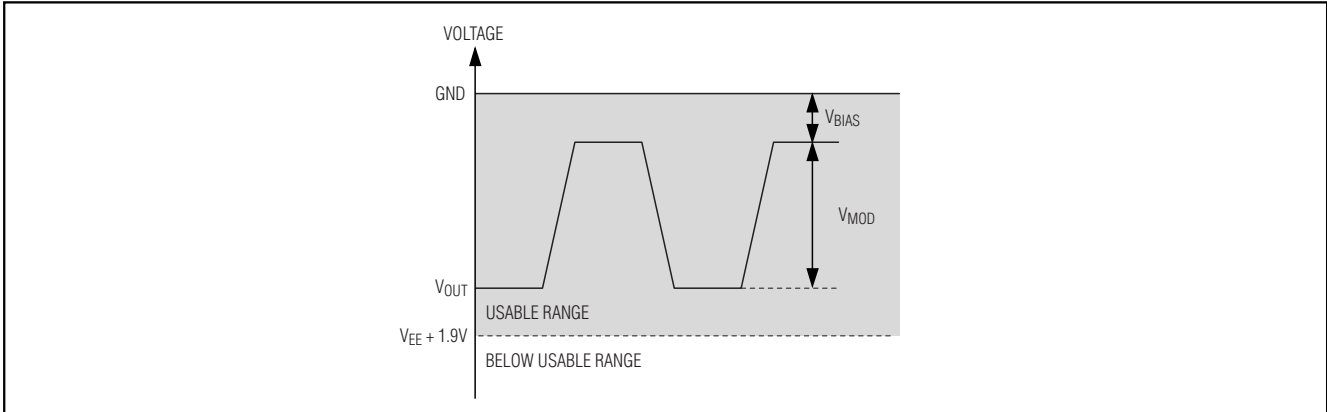 VOLTAGE
GND
VBIAS
VMOD
VOUT
USABLE RANGE
VEE + 1.9V
BELOW USABLE RANGE